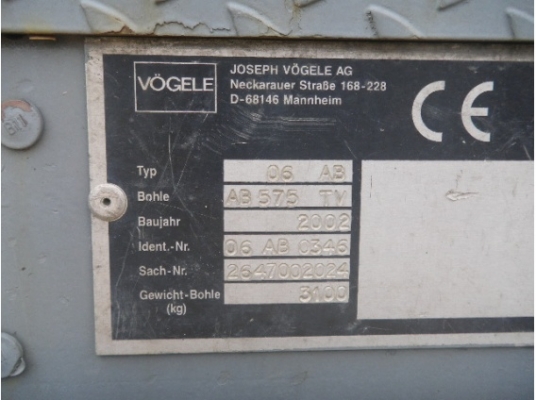 VÖGELE
JOSEPH VÖGELE AG
Neckarauer Straße 168-228
D-68146 Mannheim
CE
Typ 06 AB
Bohle AB 575 TV
Baujahr 2002
Ident.-Nr. 06 AB 0346
Sach-Nr. 2647002024
Gewicht-Bohle 3100
(kg)